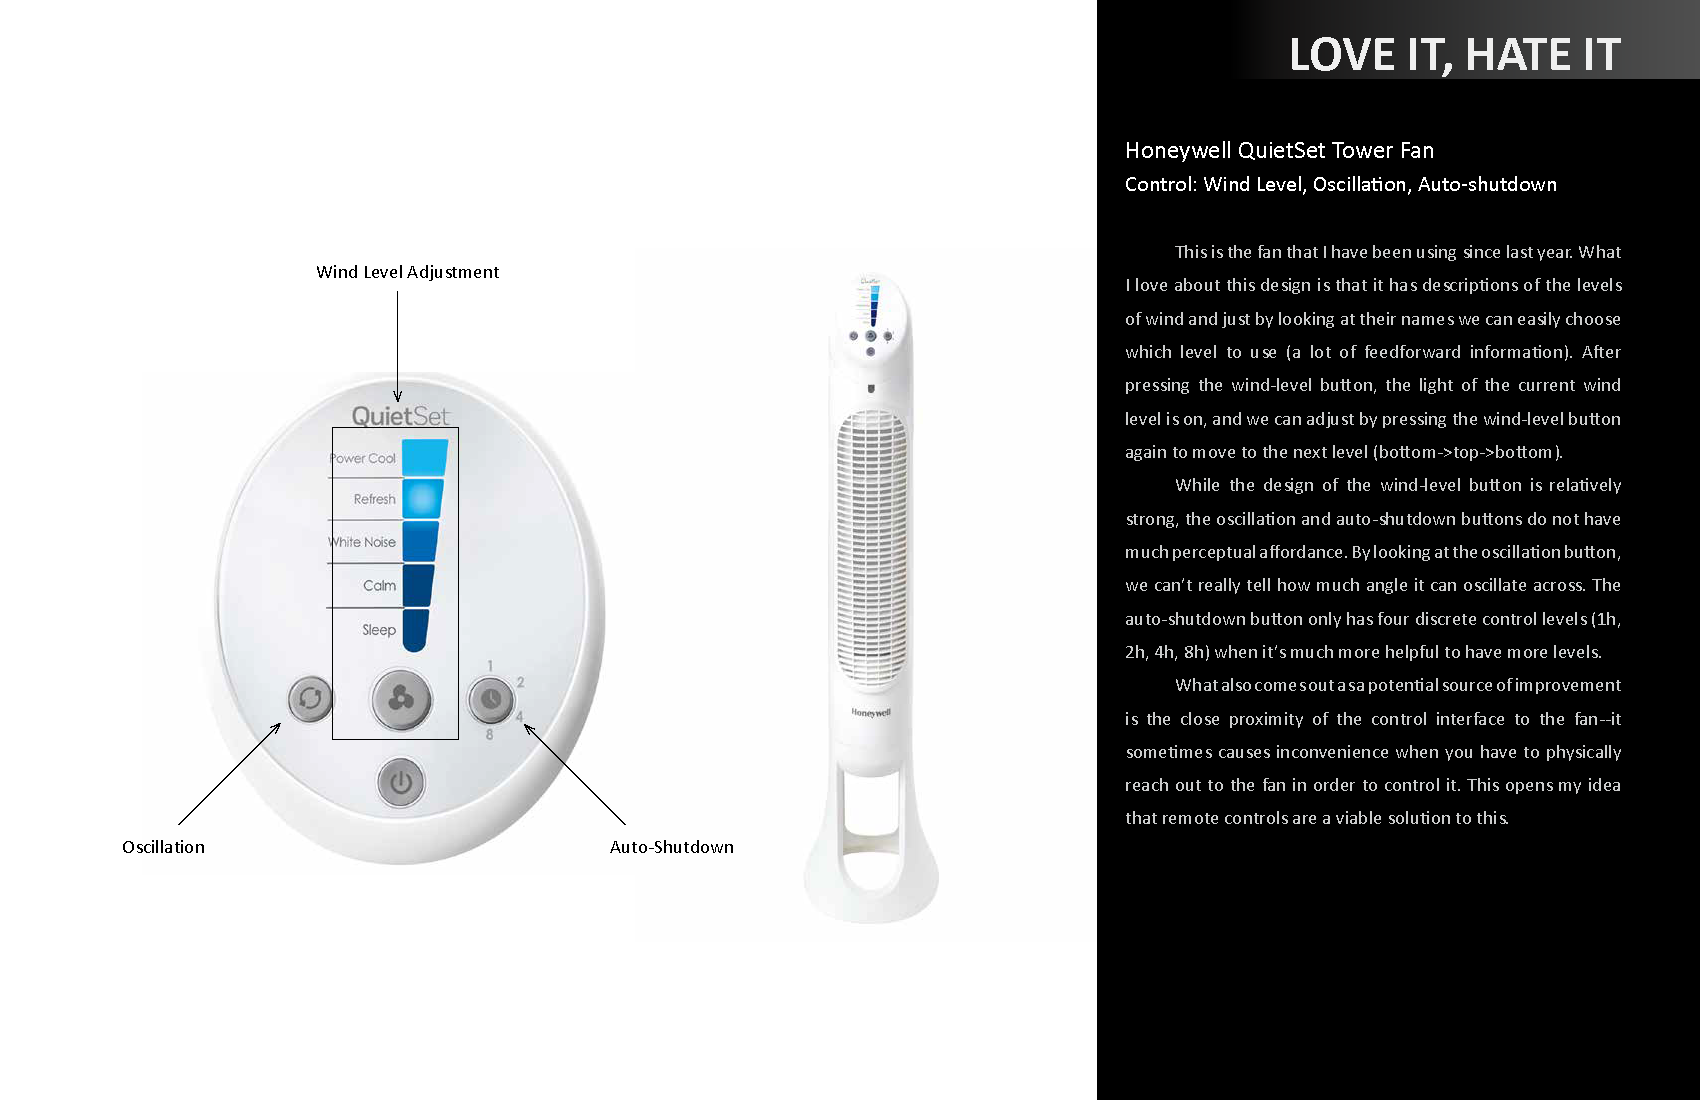 LOVE IT, HATE IT
Honeywell QuietSet Tower Fan
Control: Wind Level, Oscillation, Auto-shutdown
This is the fan that I have been using since last year. What
I love about this design is that it has descriptions of the levels
of wind and just by looking at their names we can easily choose
which level to use (a lot of feedforward information). After
pressing the wind-level button, the light of the current wind
level is on, and we can adjust by pressing the wind-level button
again to move to the next level (bottom->top->bottom).
While the design of the wind-level button is relatively
strong, the oscillation and auto-shutdown buttons do not have
much perceptual affordance. By looking at the oscillation button,
we can't really tell how much angle it can oscillate across. The
auto-shutdown button only has four discrete control levels (1h,
2h, 4h, 8h) when it's much more helpful to have more levels.
What also comes out as a potential source of improvement
is the close proximity of the control interface to the fan--it
sometimes causes inconvenience when you have to physically
reach out to the fan in order to control it. This opens my idea
that remote controls are a viable solution to this.
Wind Level Adjustment
QuietSet
Power Cool
Refresh
White Noise
Calm
Sleep
1
2
4
8
Oscillation
Auto-Shutdown
QuietSet
Honeywell